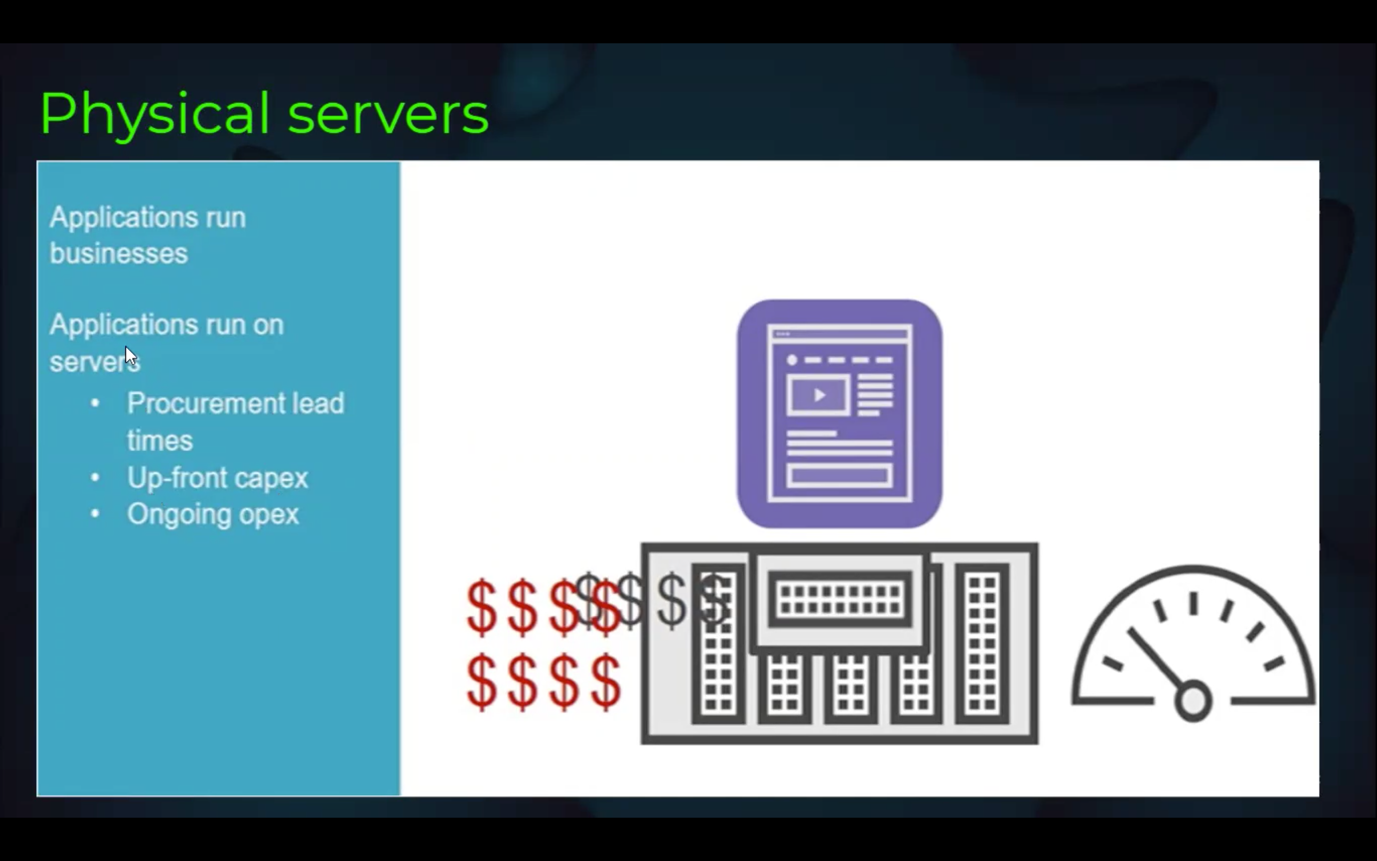 Physical servers
Applications run
businesses
Applications run on
servers
• Procurement lead
times
• Up-front capex
• Ongoing opex
$ $ $ $ $ $ $ $
$ $ $ $